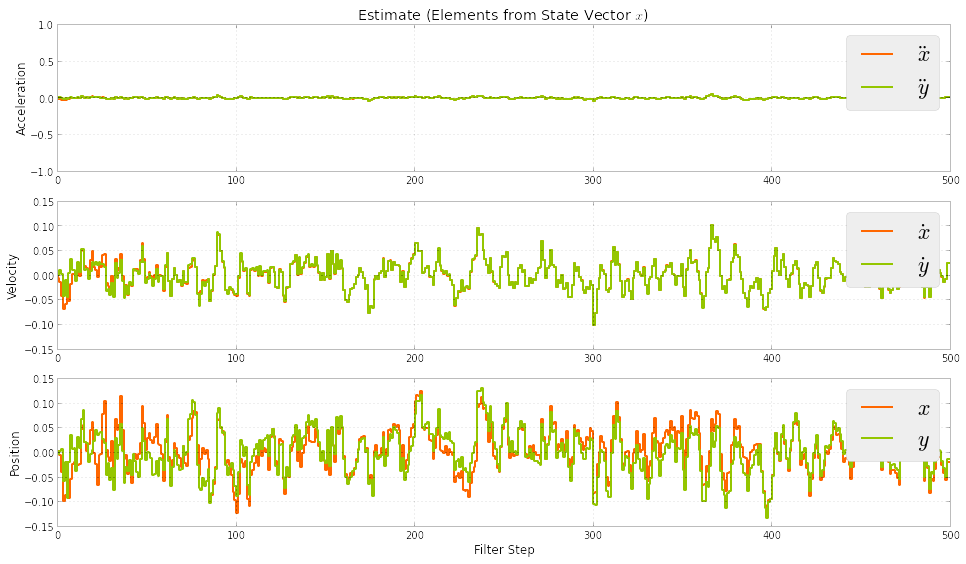 Estimate (Elements from State Vector x)
1.0
0.5
0.0
−0.5
−1.0
Acceleration
ẍ
ÿ
0 100 200 300 400 500
0.15
0.10
0.05
0.00
−0.05
−0.10
−0.15
Velocity
ẋ
ẏ
0 100 200 300 400 500
0.15
0.10
0.05
0.00
−0.05
−0.10
−0.15
Position
x
y
0 100 200 300 400 500
Filter Step